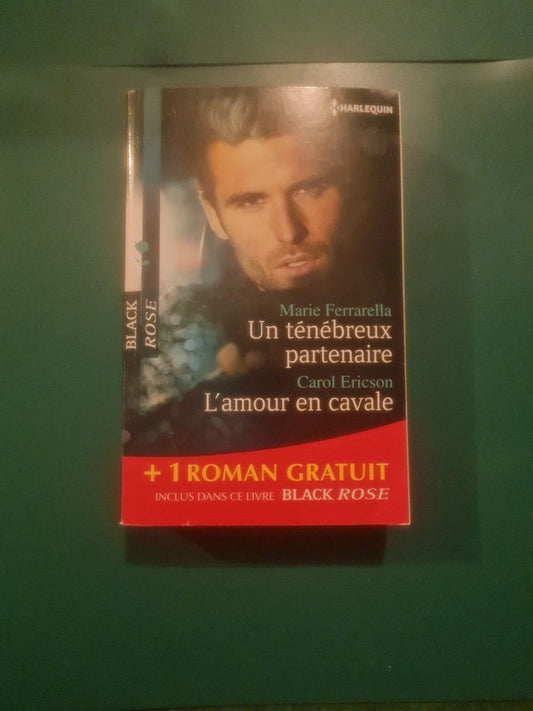 HARLEQUIN
BLACK ROSE
Marie Ferrarella
Un ténébreux
partenaire
Carol Ericson
L'amour en cavale
+ 1 ROMAN GRATUIT
INCLUS DANS CE LIVRE BLACK ROSE